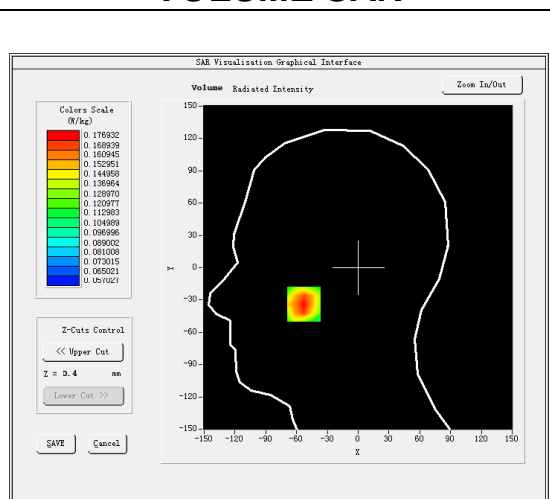 VOLUME SAR
SAR Visualisation Graphical Interface
Volume Radiated Intensity
Zoom In/Out
Colors Scale
(W/kg)
0.176932
0.168939
0.160945
0.152951
0.144958
0.136964
0.128970
0.120977
0.112983
0.104989
0.096996
0.089002
0.081008
0.073015
0.065021
0.057027
Z-Cuts Control
<< Upper Cut
Z = 0.4 mm
Lower Cut >>
SAVE Cancel
150
120
90
60
30
0
-30
-60
-90
-120
-150
Y
-150 -120 -90 -60 -30 0 30 60 90 120 150
X